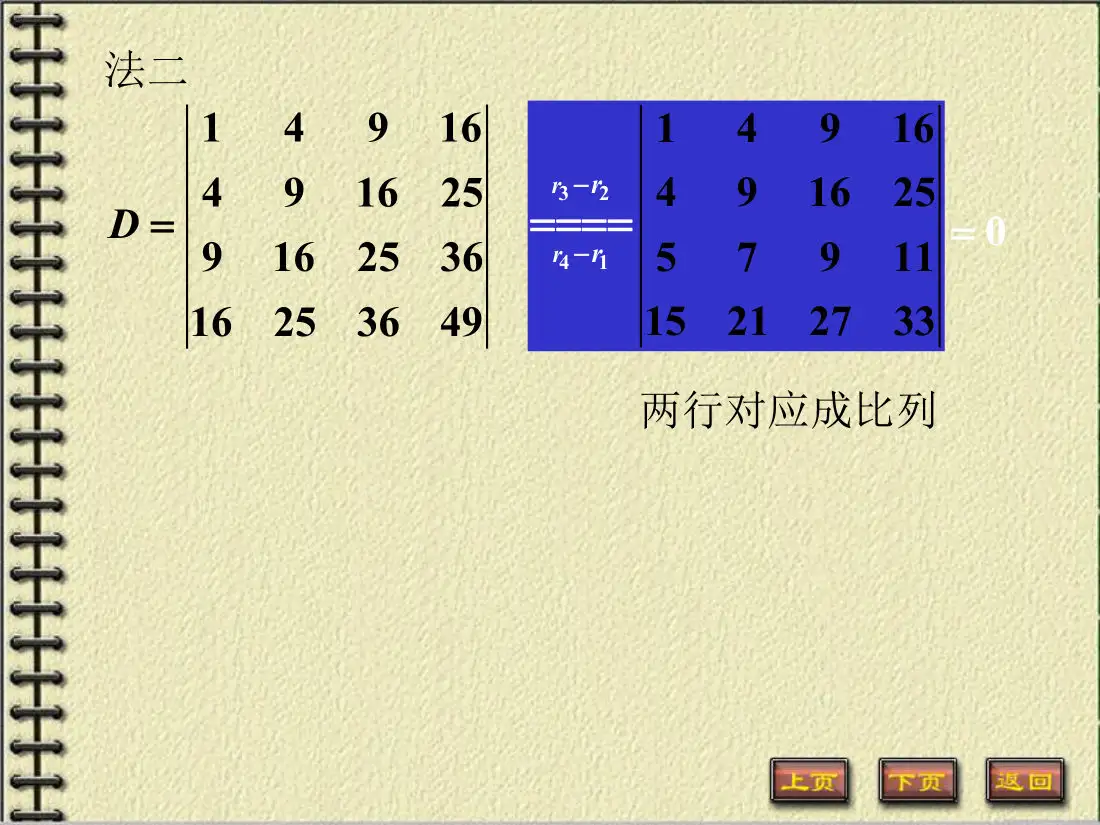 法二
D = | 1 4 9 16 |
| 4 9 16 25 |
| 9 16 25 36 |
| 16 25 36 49 |
r₃−r₂
====
r₄−r₁
| 1 4 9 16 |
| 4 9 16 25 |
| 5 7 9 11 |
| 15 21 27 33 |
= 0
两行对应成比列
上页 下页 返回